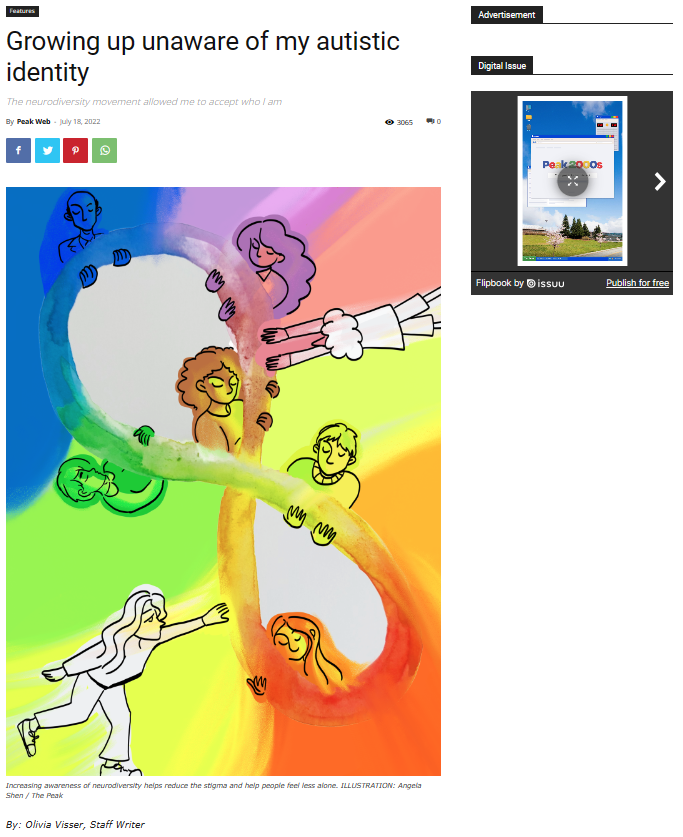 Features
Growing up unaware of my autistic
identity
The neurodiversity movement allowed me to accept who I am
By Peak Web - July 18, 2022
3065
0
Increasing awareness of neurodiversity helps reduce the stigma and help people feel less alone. ILLUSTRATION: Angela
Shen / The Peak
By: Olivia Visser, Staff Writer
Advertisement
Digital Issue
Peak 2000s
Flipbook by issuu
Publish for free